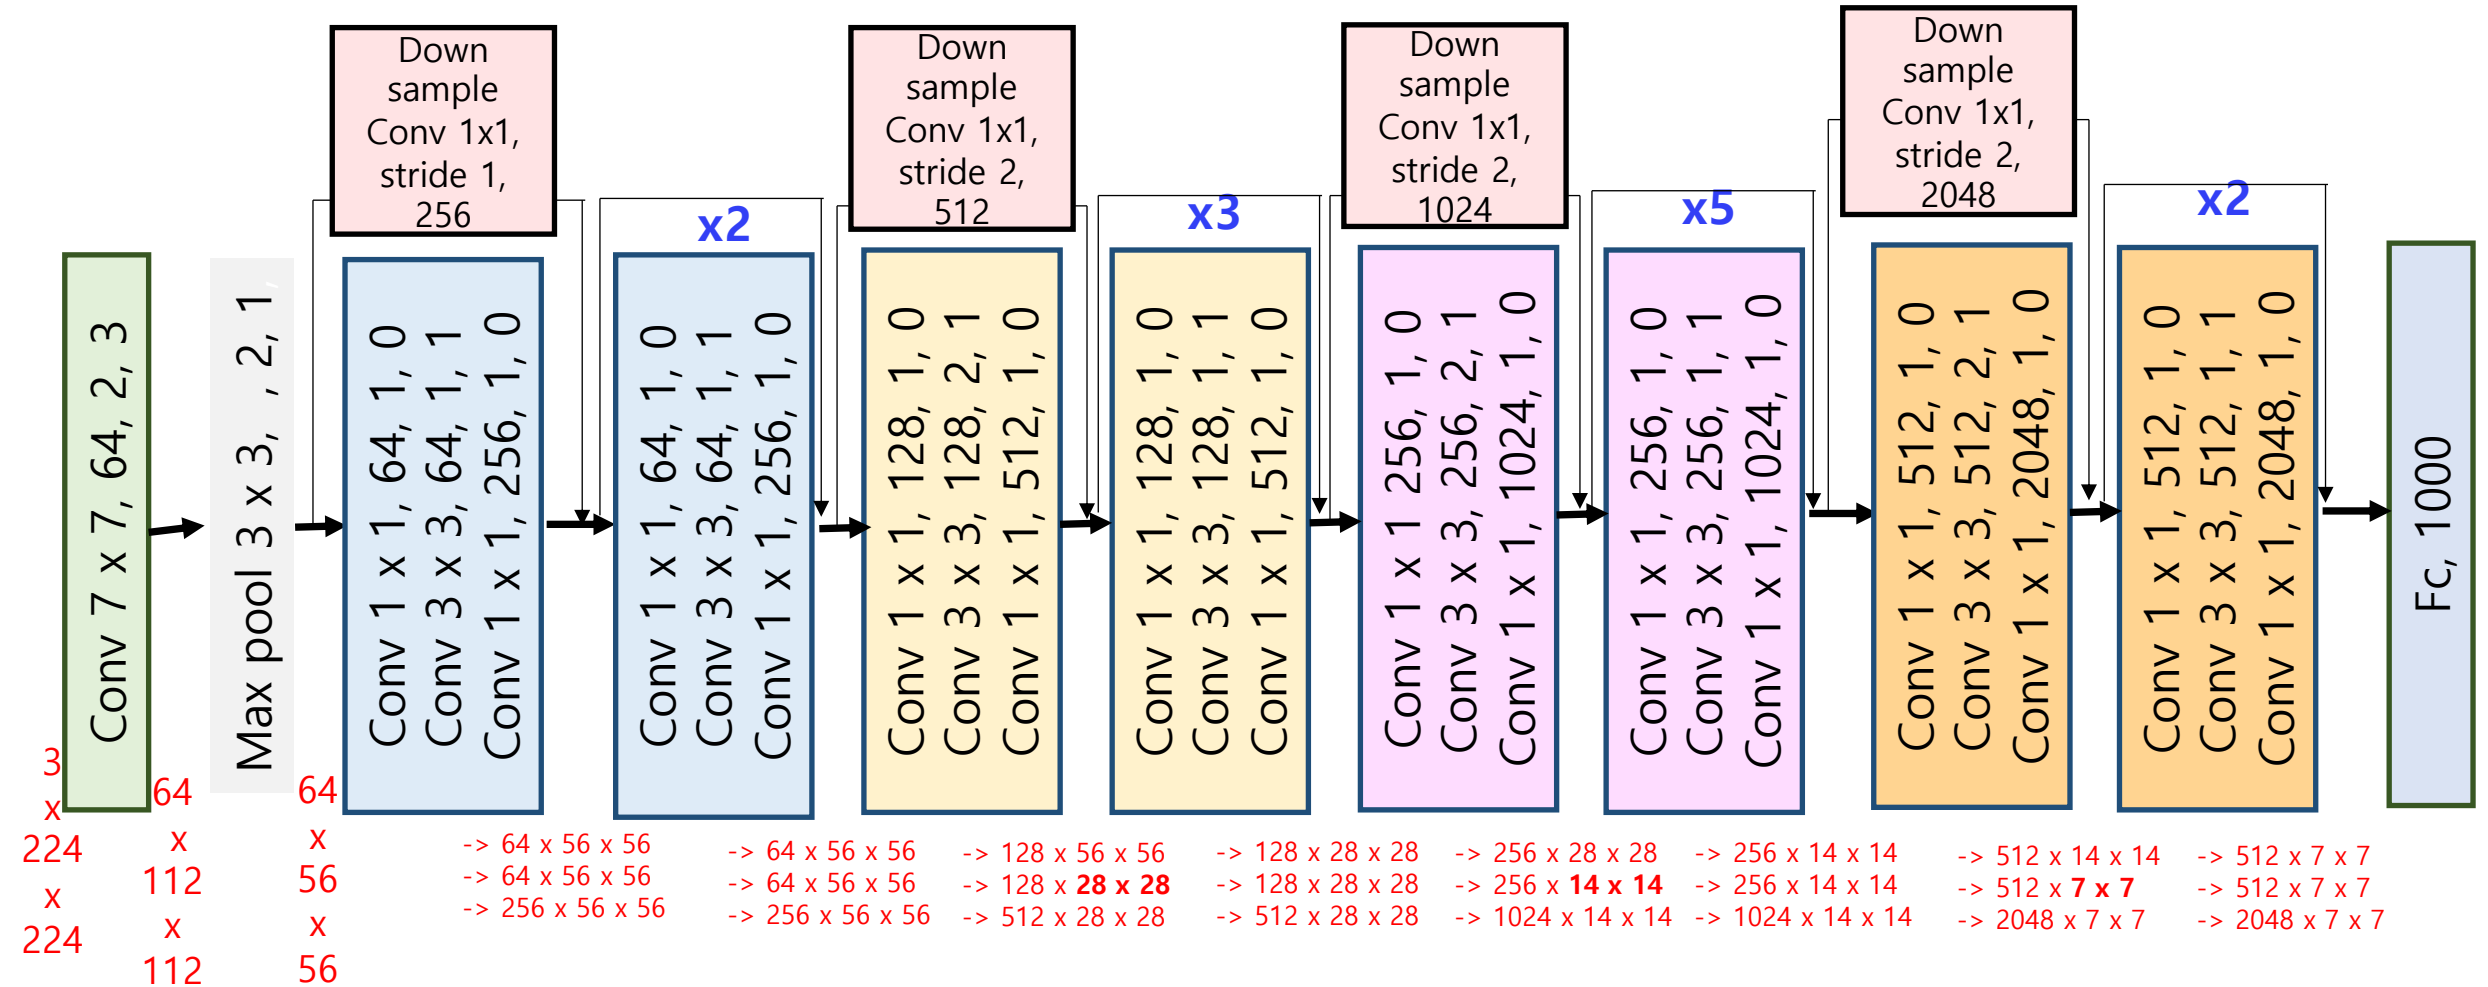 Down
sample
Conv 1x1,
stride 1,
256
Down
sample
Conv 1x1,
stride 2,
512
Down
sample
Conv 1x1,
stride 2,
1024
Down
sample
Conv 1x1,
stride 2,
2048
x2
x3
x5
x2
Conv 7 x 7, 64, 2, 3
Max pool 3 x 3,  , 2, 1,
Conv 1 x 1, 64, 1, 0
Conv 3 x 3, 64, 1, 1
Conv 1 x 1, 256, 1, 0
Conv 1 x 1, 64, 1, 0
Conv 3 x 3, 64, 1, 1
Conv 1 x 1, 256, 1, 0
Conv 1 x 1, 128, 1, 0
Conv 3 x 3, 128, 2, 1
Conv 1 x 1, 512, 1, 0
Conv 1 x 1, 128, 1, 0
Conv 3 x 3, 128, 1, 1
Conv 1 x 1, 512, 1, 0
Conv 1 x 1 256, 1, 0
Conv 3 x 3, 256, 2, 1
Conv 1 x 1, 1024, 1, 0
Conv 1 x 1, 256, 1, 0
Conv 3 x 3, 256, 1, 1
Conv 1 x 1, 1024, 1, 0
Conv 1 x 1, 512, 1, 0
Conv 3 x 3, 512, 2, 1
Conv 1 x 1, 2048, 1, 0
Conv 1 x 1, 512, 1, 0
Conv 3 x 3, 512, 1, 1
Conv 1 x 1, 2048, 1, 0
Fc, 1000
3
x
224
x
224
64
x
112
x
112
64
x
56
x
56
-> 64 x 56 x 56
-> 64 x 56 x 56
-> 256 x 56 x 56
-> 64 x 56 x 56
-> 64 x 56 x 56
-> 256 x 56 x 56
-> 128 x 56 x 56
-> 128 x 28 x 28
-> 512 x 28 x 28
-> 128 x 28 x 28
-> 128 x 28 x 28
-> 512 x 28 x 28
-> 256 x 28 x 28
-> 256 x 14 x 14
-> 1024 x 14 x 14
-> 256 x 14 x 14
-> 256 x 14 x 14
-> 1024 x 14 x 14
-> 512 x 14 x 14
-> 512 x 7 x 7
-> 2048 x 7 x 7
-> 512 x 7 x 7
-> 512 x 7 x 7
-> 2048 x 7 x 7